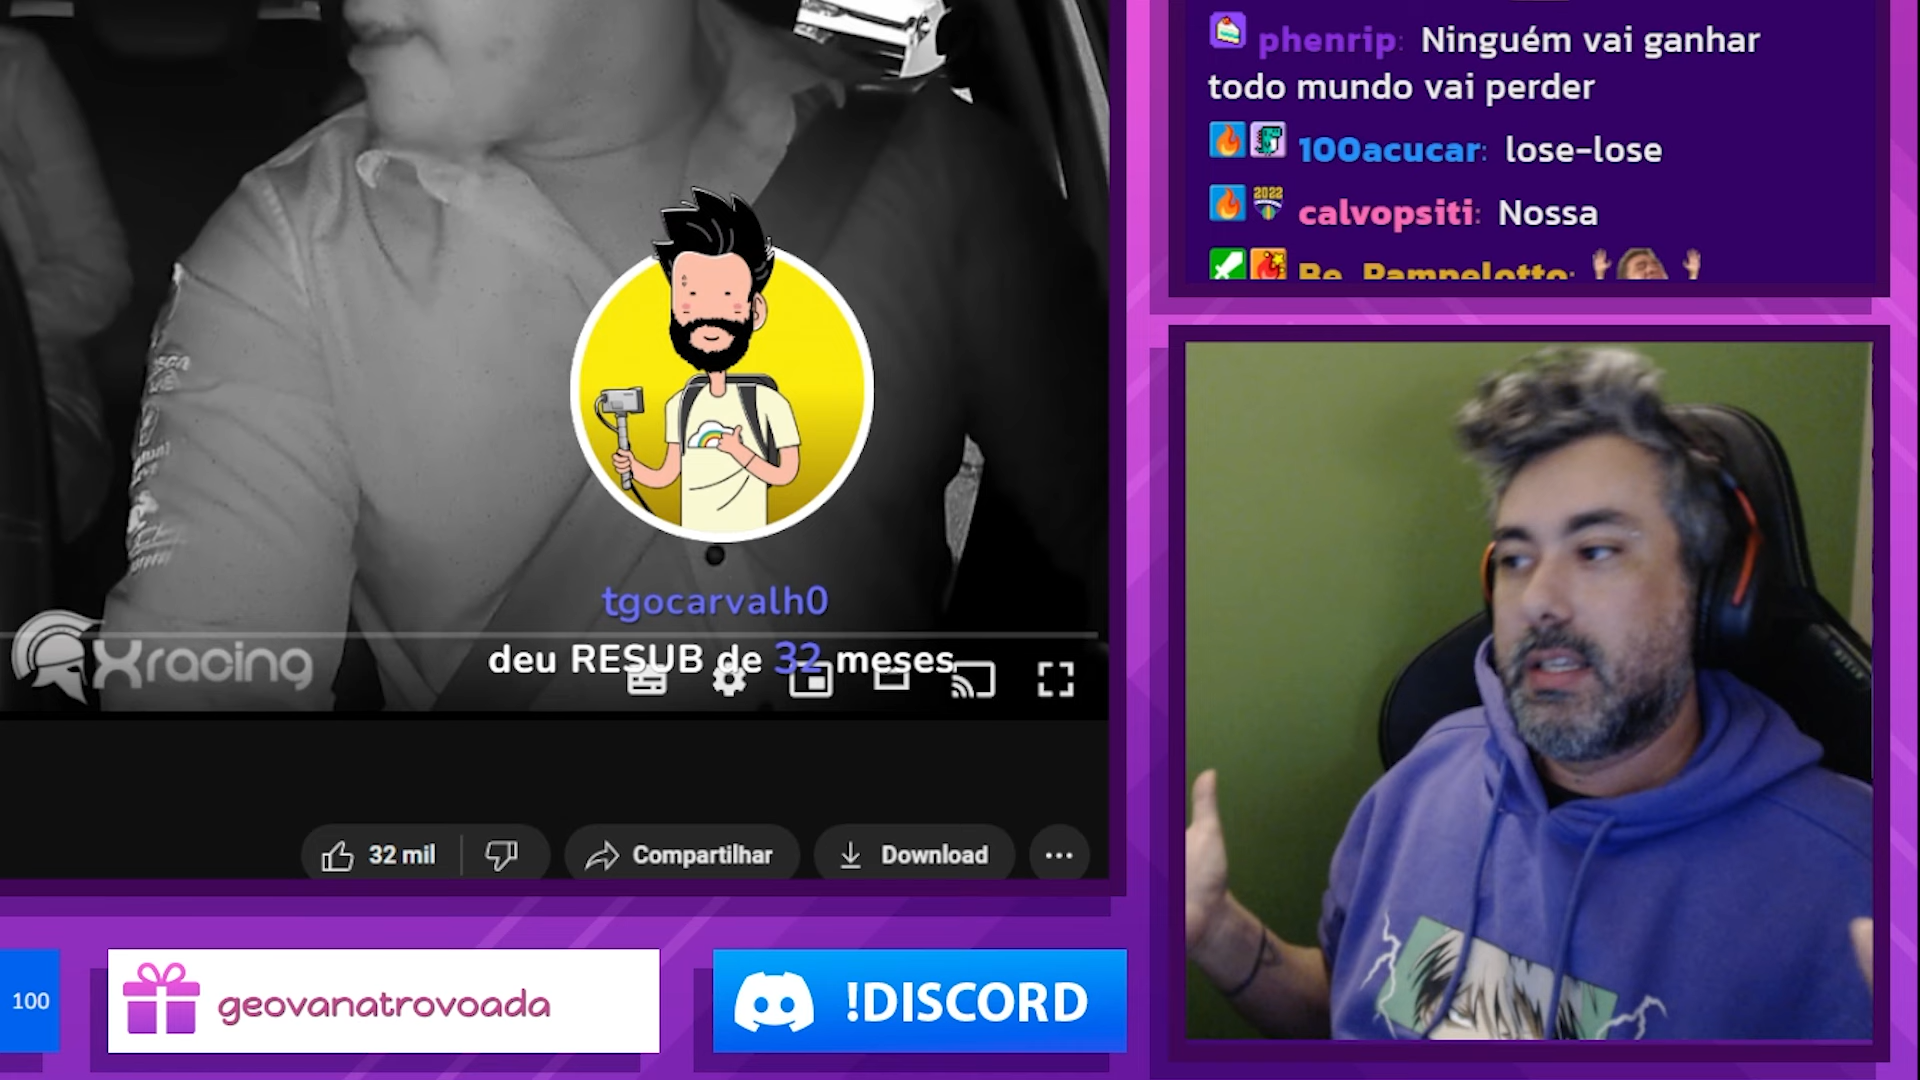 phenrip: Ninguém vai ganhar
todo mundo vai perder
100acucar: lose-lose
2022
calvopsiti: Nossa
Be_Pampelotto:
tgocarvalh0
deu RESUB de 32 meses
Xracing
32 mil
Compartilhar
Download
100
geovanatrovoada
!DISCORD